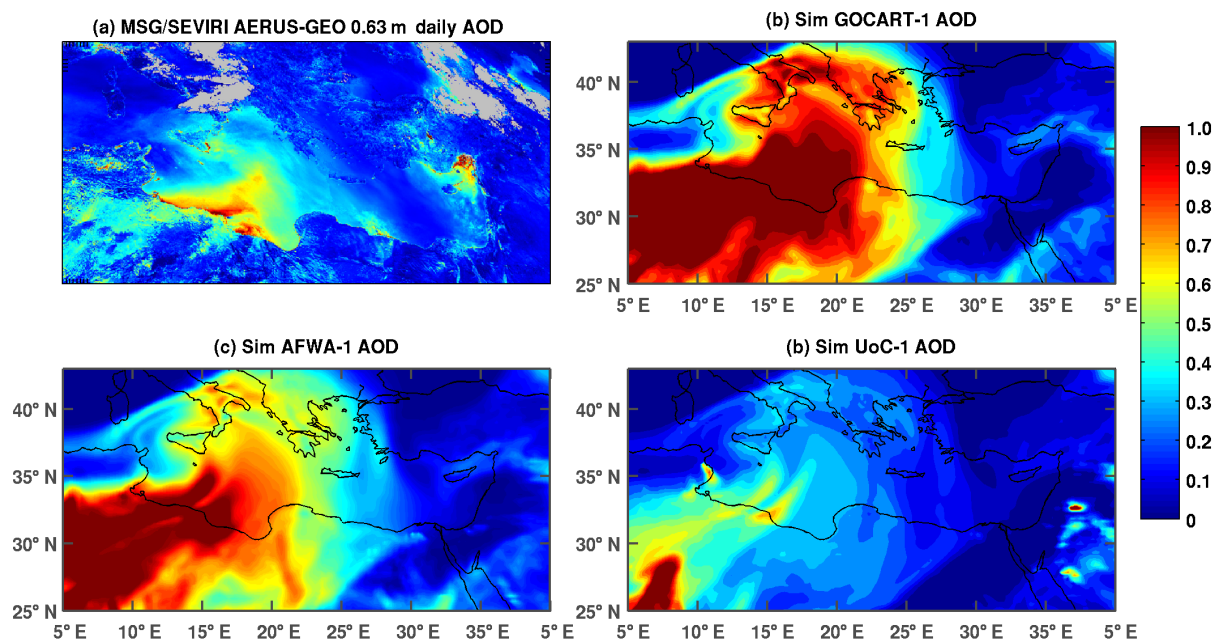 (a) MSG/SEVIRI AERUS-GEO 0.63 m daily AOD
(b) Sim GOCART-1 AOD
40° N
35° N
30° N
25° N
5° E 10° E 15° E 20° E 25° E 30° E 35° E 5° E
1.0
0.9
0.8
0.7
0.6
0.5
0.4
0.3
0.2
0.1
0
(c) Sim AFWA-1 AOD
40° N
35° N
30° N
25° N
5° E 10° E 15° E 20° E 25° E 30° E 35° E 5° E
(b) Sim UoC-1 AOD
40° N
35° N
30° N
25° N
5° E 10° E 15° E 20° E 25° E 30° E 35° E 5° E